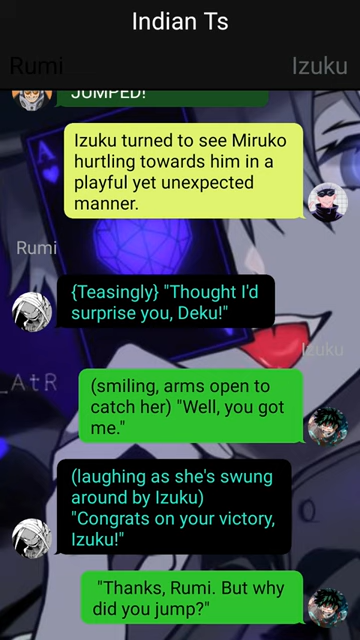 Indian Ts
Rumi
Izuku
JUMPED!
Izuku turned to see Miruko
hurtling towards him in a
playful yet unexpected
manner.
Rumi
{Teasingly} "Thought I'd
surprise you, Deku!"
Izuku
_AtR
(smiling, arms open to
catch her) "Well, you got
me."
(laughing as she's swung
around by Izuku)
"Congrats on your victory,
Izuku!"
"Thanks, Rumi. But why
did you jump?"